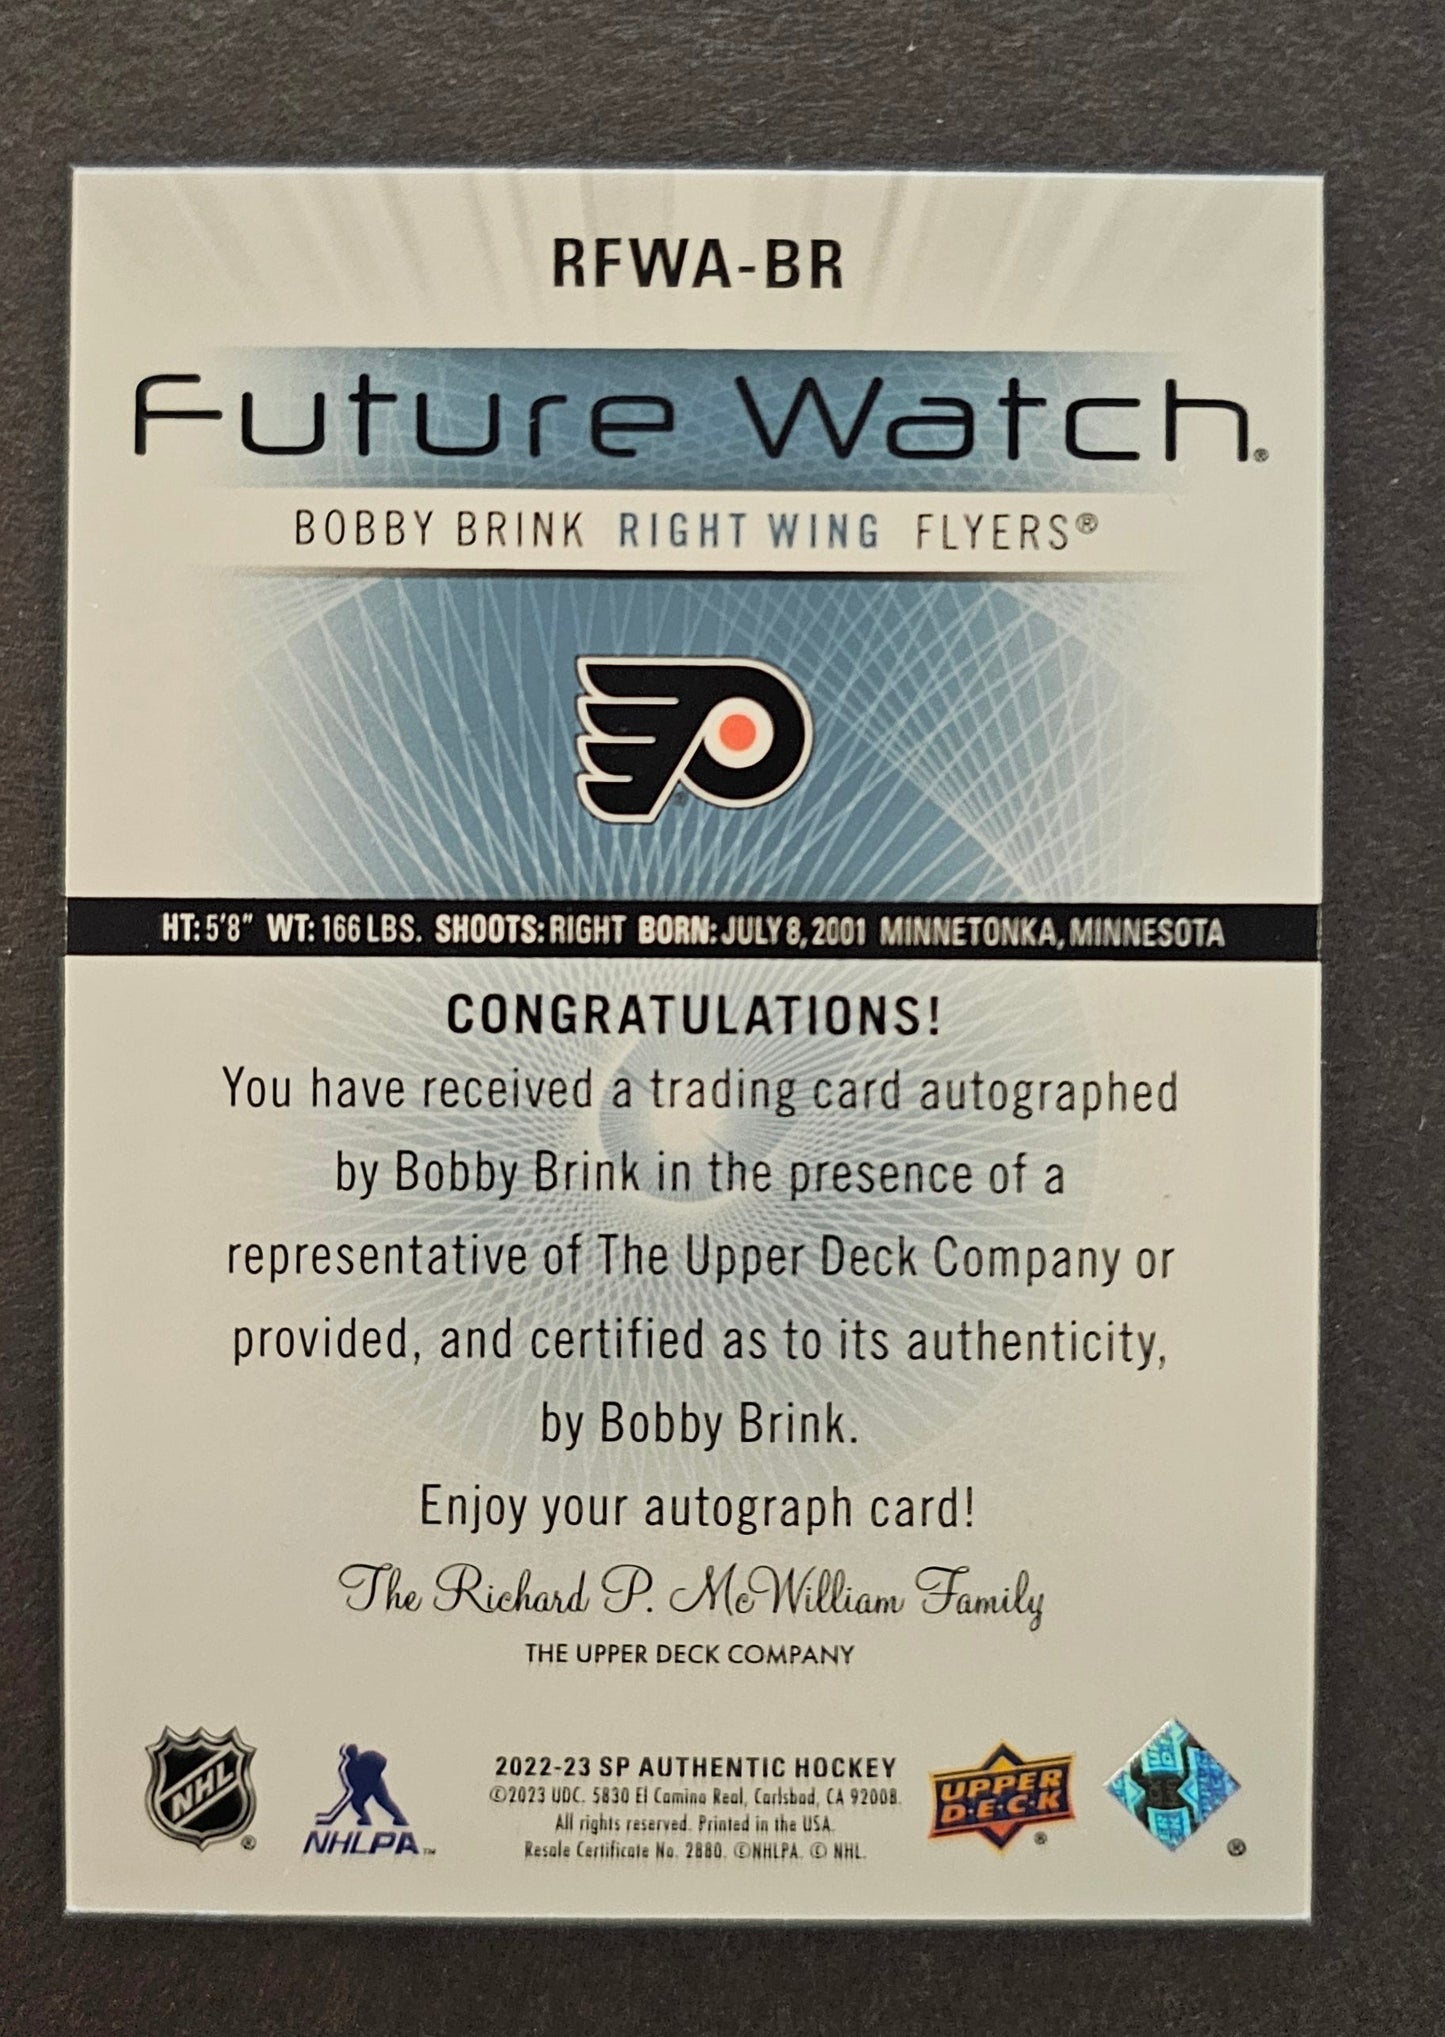 RFWA-BR
Future Watch®
BOBBY BRINK RIGHT WING FLYERS®
HT: 5'8" WT: 166 LBS. SHOOTS: RIGHT BORN: JULY 8, 2001 MINNETONKA, MINNESOTA
CONGRATULATIONS!
You have received a trading card autographed
by Bobby Brink in the presence of a
representative of The Upper Deck Company or
provided, and certified as to its authenticity,
by Bobby Brink.
Enjoy your autograph card!
The Richard P. McWilliam Family
THE UPPER DECK COMPANY
NHL ®
NHLPA™
2022-23 SP AUTHENTIC HOCKEY
©2023 UDC. 5830 El Camino Real, Carlsbad, CA 92008.
All rights reserved. Printed in the USA.
Resale Certificate No. 2880. ©NHLPA. © NHL.
UPPER
D·E·C·K ®
®